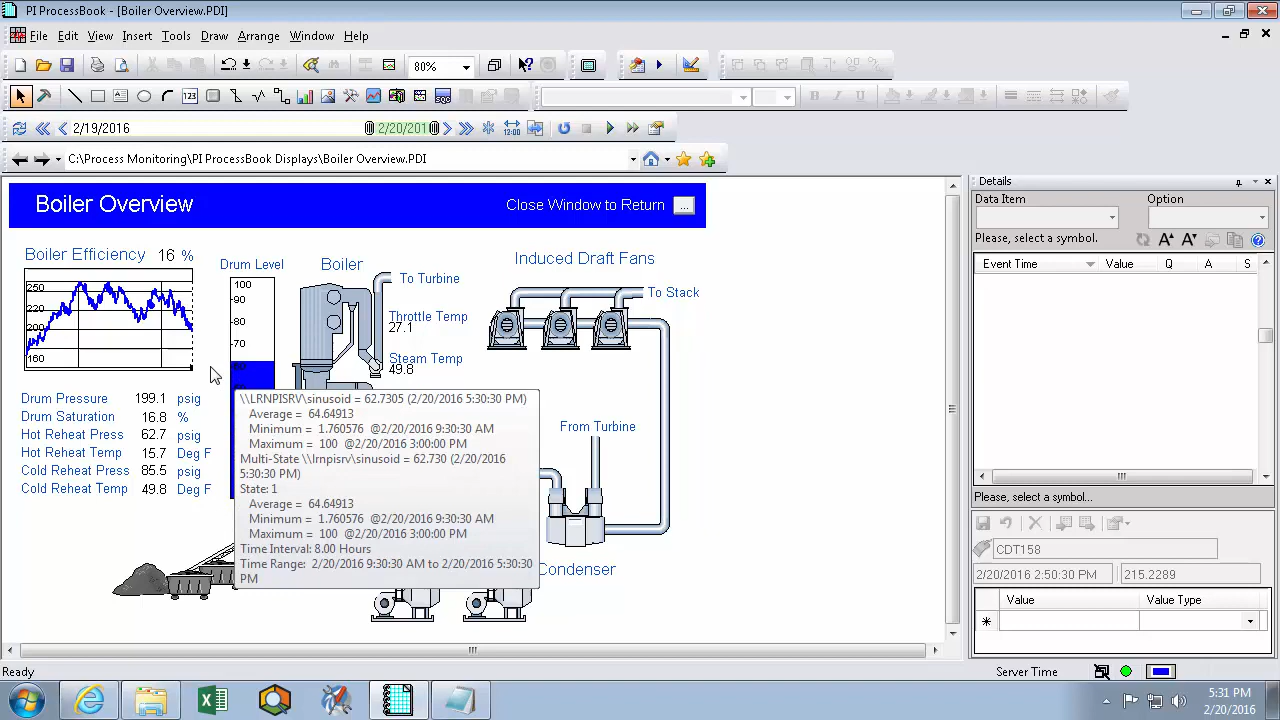 PI ProcessBook - [Boiler Overview.PDI]
File Edit View Insert Tools Draw Arrange Window Help
80%
123
SQL
B I U
2/19/2016
2/20/201
12:00
C:\Process Monitoring\PI ProcessBook Displays\Boiler Overview.PDI
Boiler Overview
Close Window to Return ...
Boiler Efficiency 16 %
250
220
200
160
Drum Level
100
90
80
70
60
Boiler
To Turbine
Throttle Temp
27.1
Steam Temp
49.8
Induced Draft Fans
To Stack
From Turbine
Condenser
Drum Pressure 199.1 psig
Drum Saturation 16.8 %
Hot Reheat Press 62.7 psig
Hot Reheat Temp 15.7 Deg F
Cold Reheat Press 85.5 psig
Cold Reheat Temp 49.8 Deg F
\\LRNPISRV\sinusoid = 62.7305 (2/20/2016 5:30:30 PM)
Average = 64.64913
Minimum = 1.760576 @2/20/2016 9:30:30 AM
Maximum = 100 @2/20/2016 3:00:00 PM
Multi-State \\lrnpisrv\sinusoid = 62.730 (2/20/2016
5:30:30 PM)
State: 1
Average = 64.64913
Minimum = 1.760576 @2/20/2016 9:30:30 AM
Maximum = 100 @2/20/2016 3:00:00 PM
Time Interval: 8.00 Hours
Time Range: 2/20/2016 9:30:30 AM to 2/20/2016 5:30:30
PM
Details
Data Item Option
Please, select a symbol.
Event Time Value Q A S
Please, select a symbol...
CDT158
2/20/2016 2:50:30 PM 215.2289
Value Value Type
Ready
Server Time
5:31 PM
2/20/2016